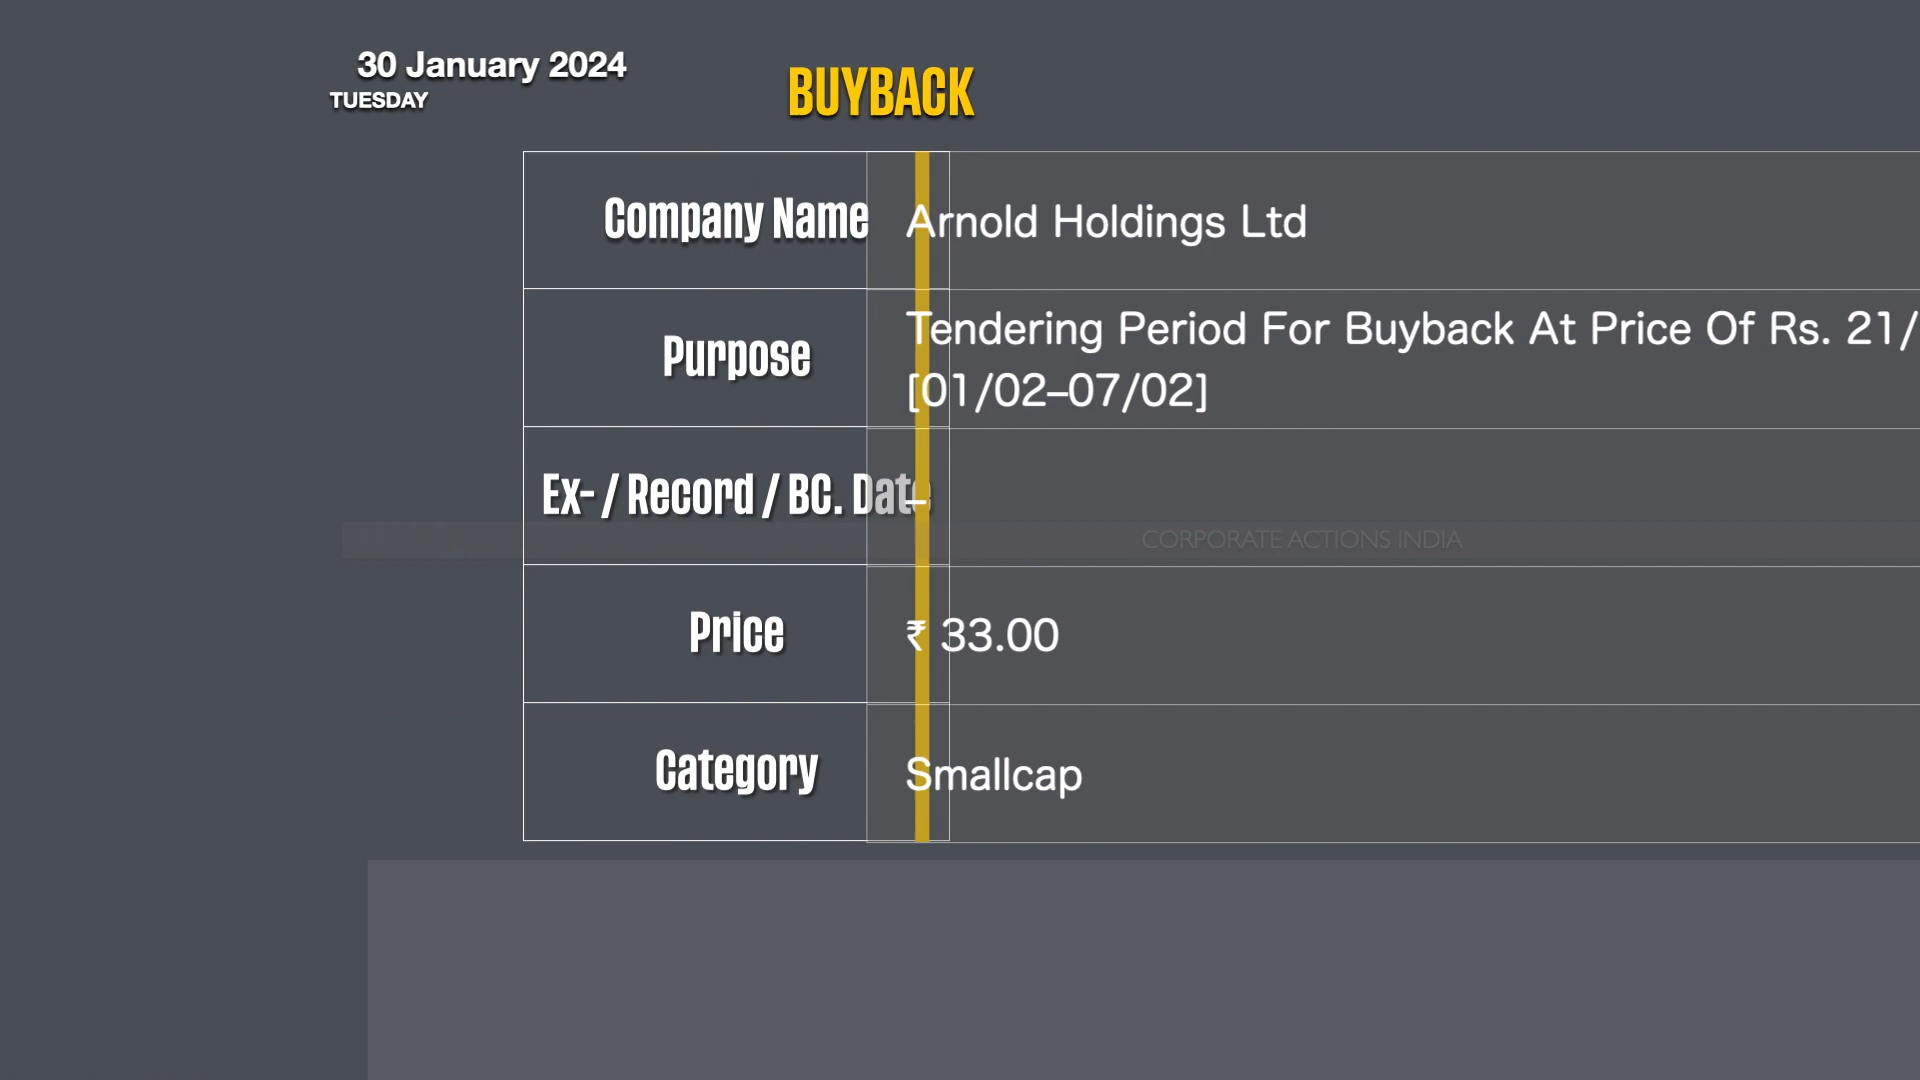 30 January 2024
TUESDAY
BUYBACK
Company Name
Arnold Holdings Ltd
Purpose
Tendering Period For Buyback At Price Of Rs. 21/
[01/02–07/02]
Ex- / Record / BC. Date
–
CORPORATE ACTIONS INDIA
Price
₹ 33.00
Category
Smallcap